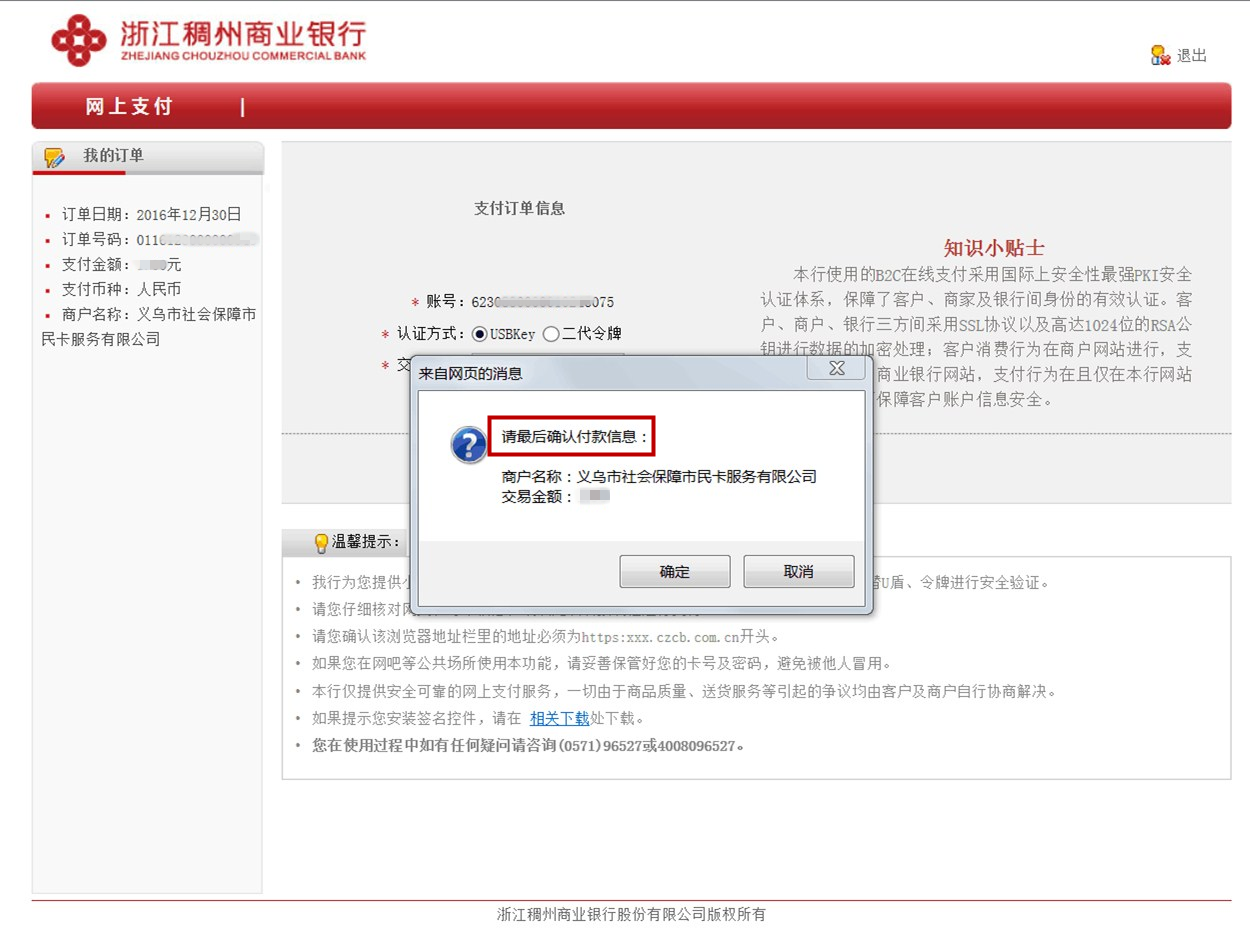 浙江稠州商业银行
ZHEJIANG CHOUZHOU COMMERCIAL BANK
退出
网上支付 |
我的订单
订单日期：2016年12月30日
订单号码：0116
支付金额：元
支付币种：人民币
商户名称：义乌市社会保障市
民卡服务有限公司
支付订单信息
* 账号：6230 075
* 认证方式：USBKey 二代令牌
* 交
知识小贴士
本行使用的B2C在线支付采用国际上安全性最强PKI安全
认证体系，保障了客户、商家及银行间身份的有效认证。客
户、商户、银行三方间采用SSL协议以及高达1024位的RSA公
钥进行数据的加密处理；客户消费行为在商户网站进行，支
商业银行网站，支付行为在且仅在本行网站
保障客户账户信息安全。
来自网页的消息
请最后确认付款信息：
商户名称：义乌市社会保障市民卡服务有限公司
交易金额：
确定
取消
温馨提示：
• 我行为您提供 U盾、令牌进行安全验证。
• 请您仔细核对
• 请您确认该浏览器地址栏里的地址必须为https:xxx.czcb.com.cn开头。
• 如果您在网吧等公共场所使用本功能，请妥善保管好您的卡号及密码，避免被他人冒用。
• 本行仅提供安全可靠的网上支付服务，一切由于商品质量、送货服务等引起的争议均由客户及商户自行协商解决。
• 如果提示您安装签名控件，请在 相关下载处下载。
• 您在使用过程中如有任何疑问请咨询(0571)96527或4008096527。
浙江稠州商业银行股份有限公司版权所有